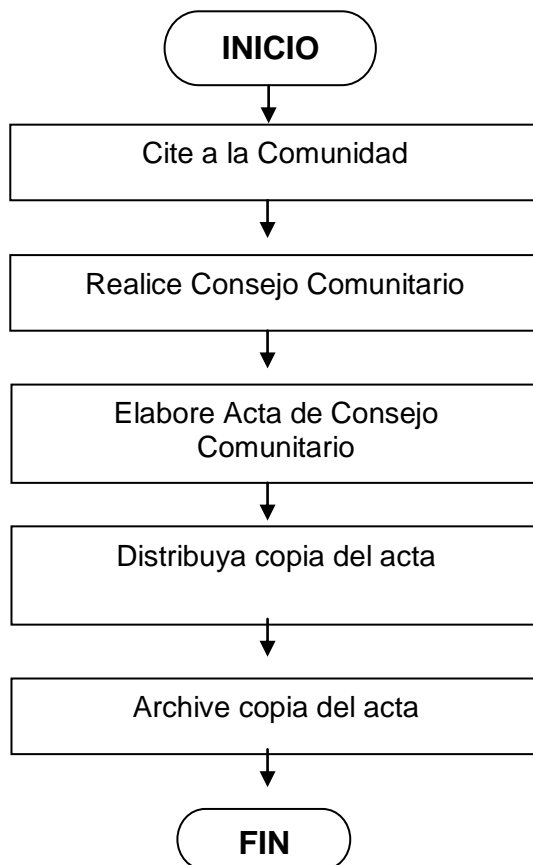 INICIO
Cite a la Comunidad
Realice Consejo Comunitario
Elabore Acta de Consejo
Comunitario
Distribuya copia del acta
Archive copia del acta
FIN